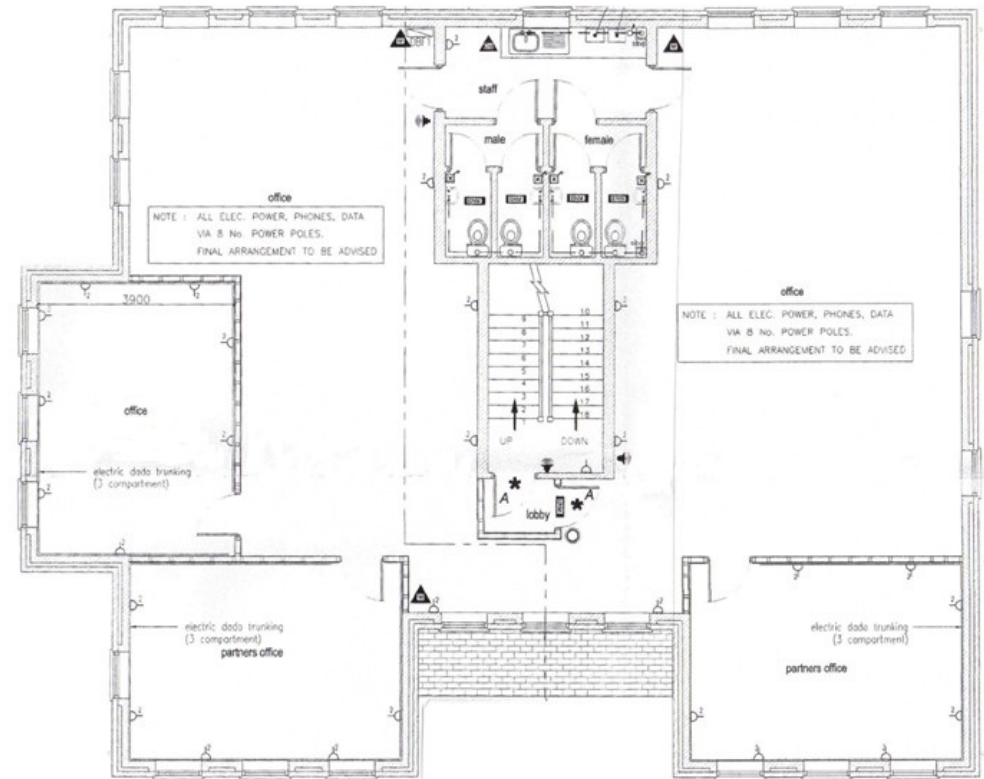 staff
male
female
office
NOTE : ALL ELEC. POWER, PHONES, DATA
VIA 8 No. POWER POLES.
FINAL ARRANGEMENT TO BE ADVISED
office
NOTE : ALL ELEC. POWER, PHONES, DATA
VIA 8 No. POWER POLES.
FINAL ARRANGEMENT TO BE ADVISED
3900
9 10
8 11
7 12
6 13
5 14
4 15
3 16
2 17
1 18
UP DOWN
office
electric dado trunking
(3 compartment)
A A
lobby
electric dado trunking
(3 compartment)
partners office
electric dado trunking
(3 compartment)
partners office